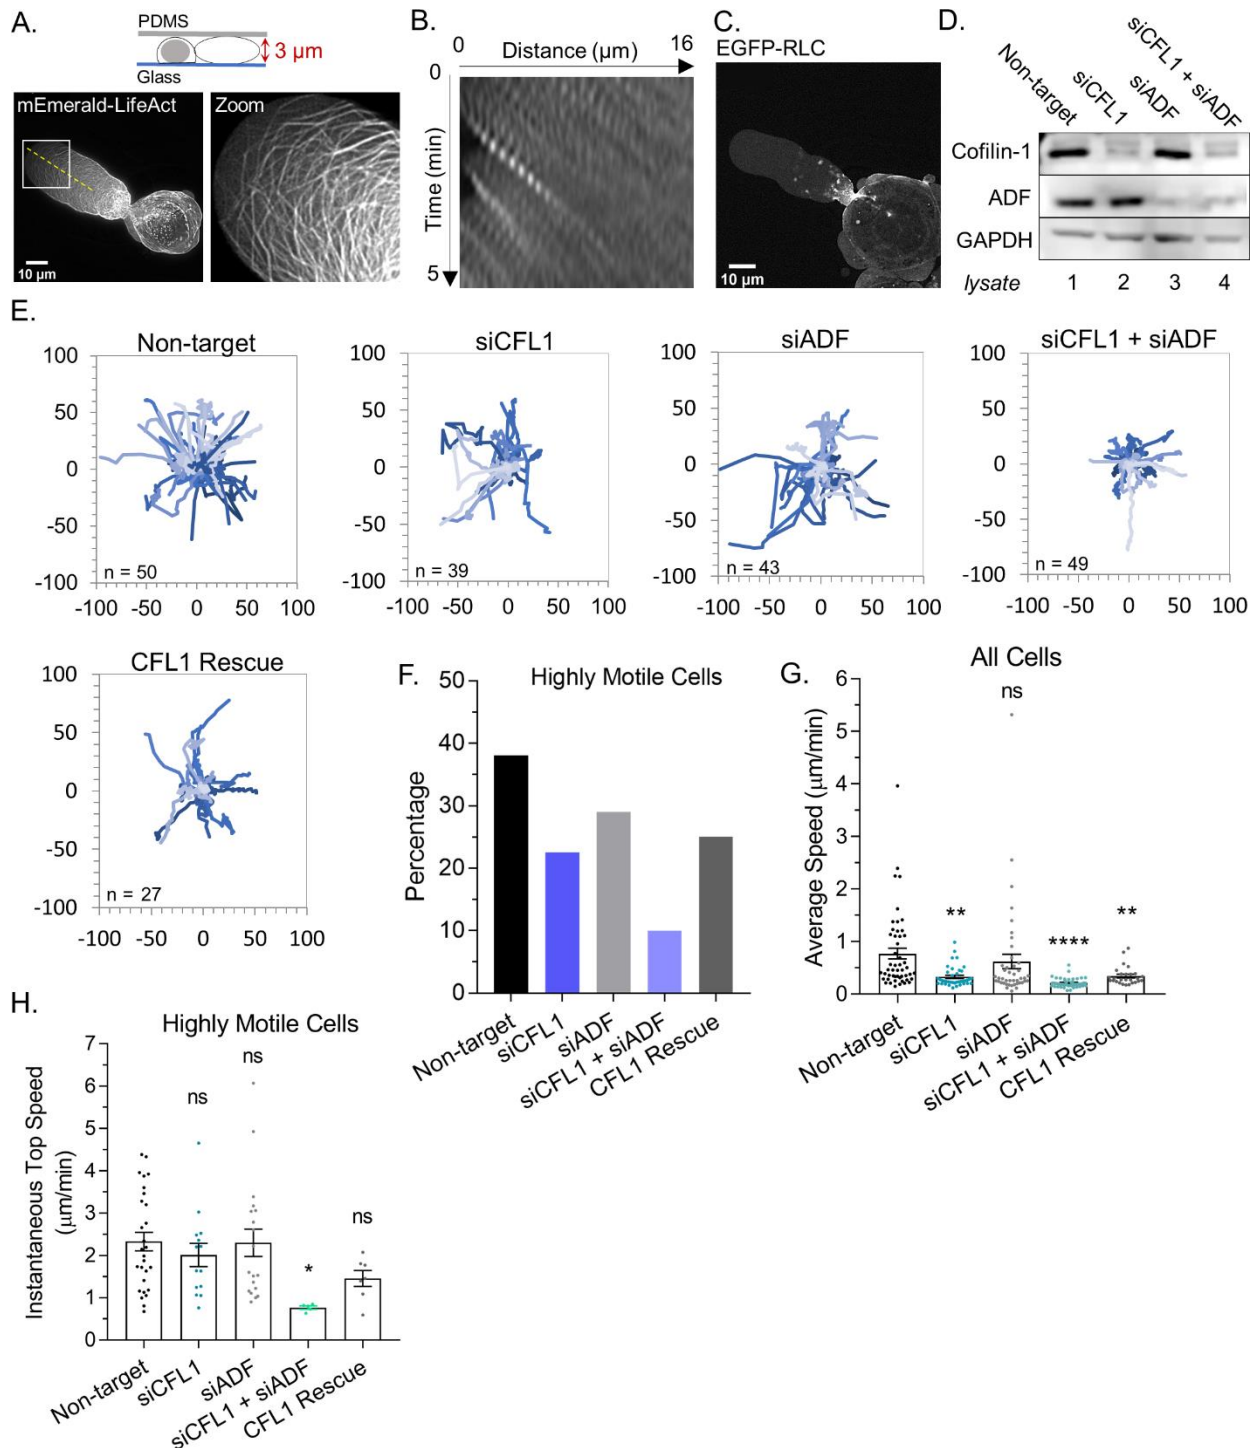 A.
PDMS
3 µm
Glass
mEmerald-LifeAct
Zoom
10 µm
B.
0
Distance (µm)
16
0
Time (min)
5
C.
EGFP-RLC
10 µm
D.
Non-target
siCFL1
siADF
siCFL1 + siADF
Cofilin-1
ADF
GAPDH
lysate 1 2 3 4
E.
Non-target
100
50
0
-50
-100
n = 50
-100 -50 0 50 100
siCFL1
100
50
0
-50
-100
n = 39
-100 -50 0 50 100
siADF
100
50
0
-50
-100
n = 43
-100 -50 0 50 100
siCFL1 + siADF
100
50
0
-50
-100
n = 49
-100 -50 0 50 100
CFL1 Rescue
100
50
0
-50
-100
n = 27
-100 -50 0 50 100
F.
Highly Motile Cells
Percentage
50
40
30
20
10
0
Non-target
siCFL1
siADF
siCFL1 + siADF
CFL1 Rescue
G.
All Cells
Average Speed (µm/min)
6
5
4
3
2
1
0
**
ns
****
**
Non-target
siCFL1
siADF
siCFL1 + siADF
CFL1 Rescue
H.
Highly Motile Cells
Instantaneous Top Speed
(µm/min)
7
6
5
4
3
2
1
0
ns
ns
*
ns
Non-target
siCFL1
siADF
siCFL1 + siADF
CFL1 Rescue